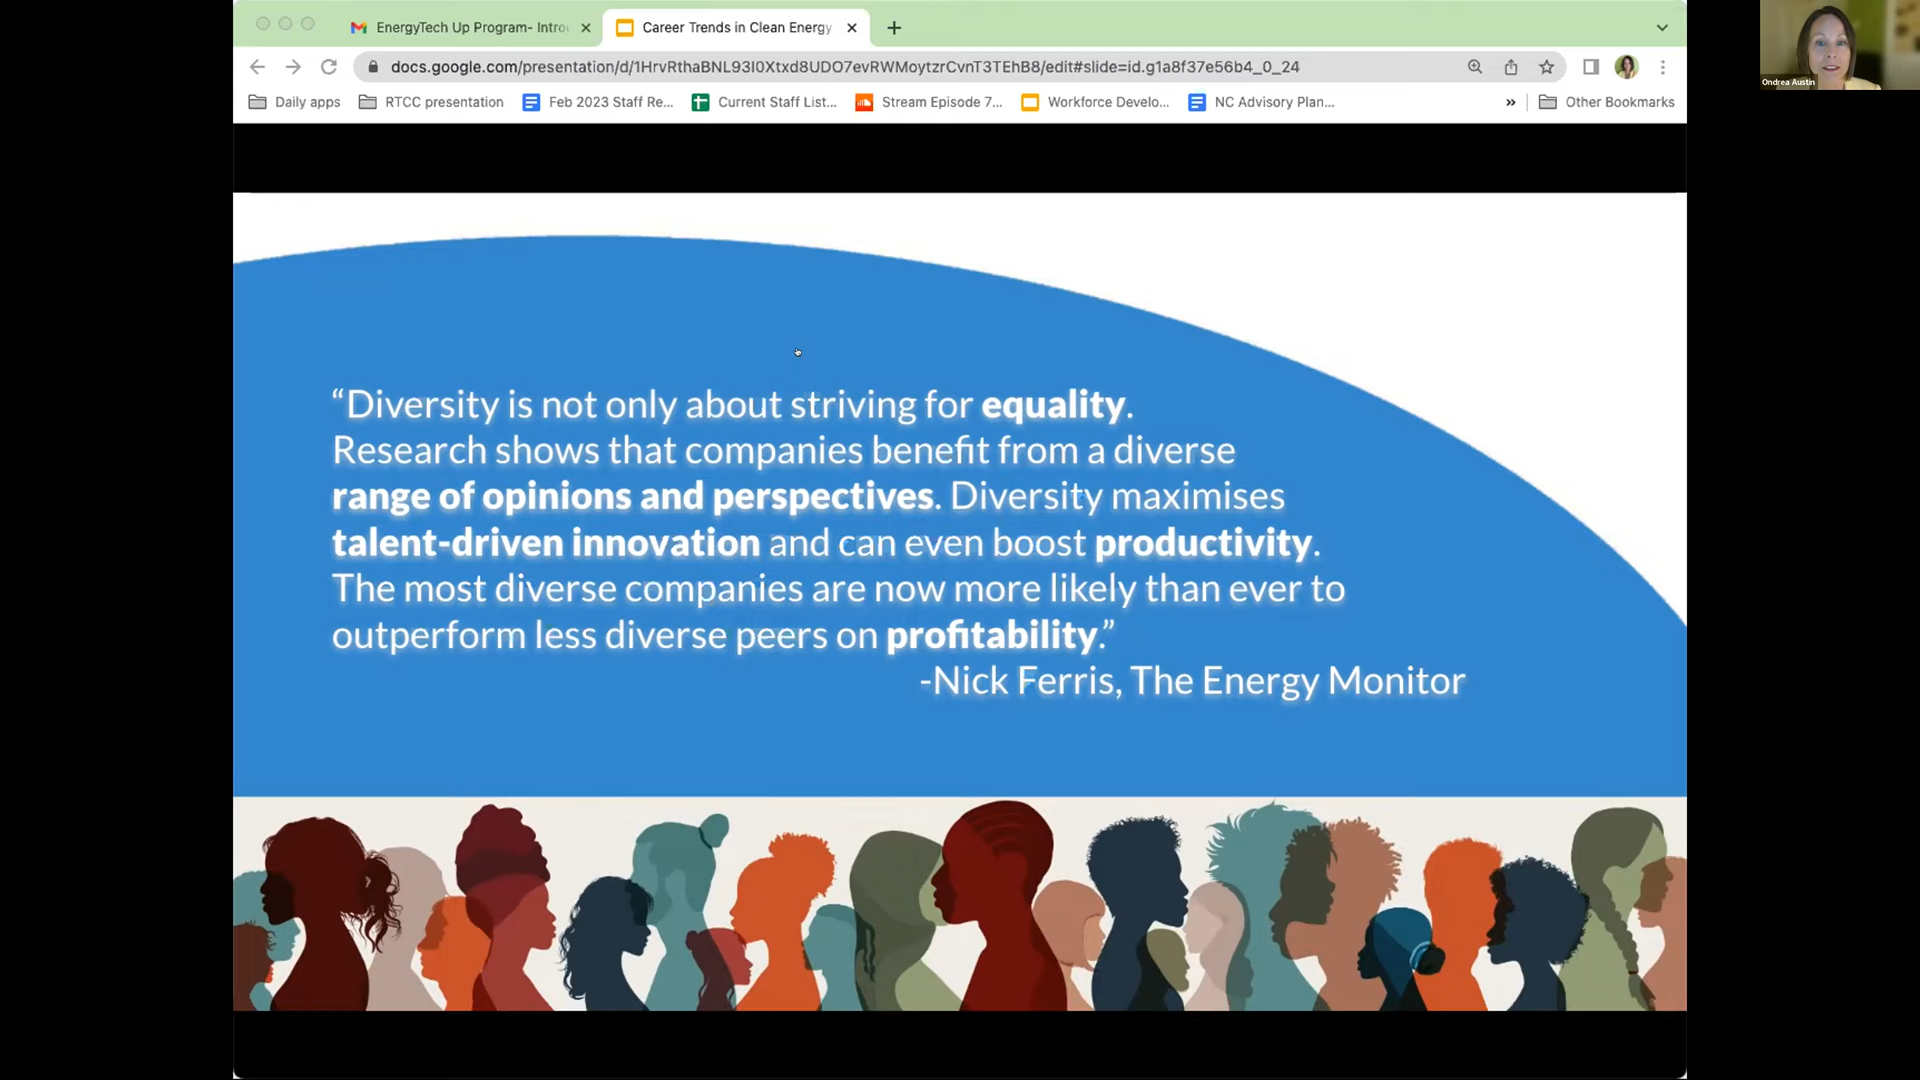 EnergyTech Up Program- Intro
Career Trends in Clean Energy
docs.google.com/presentation/d/1HrvRthaBNL93I0Xtxd8UDO7evRWMoytzrCvnT3TEhB8/edit#slide=id.g1a8f37e56b4_0_24
Daily apps
RTCC presentation
Feb 2023 Staff Re...
Current Staff List...
Stream Episode 7...
Workforce Develo...
NC Advisory Plan...
»
Other Bookmarks
Ondrea Austin
“Diversity is not only about striving for equality.
Research shows that companies benefit from a diverse
range of opinions and perspectives. Diversity maximises
talent-driven innovation and can even boost productivity.
The most diverse companies are now more likely than ever to
outperform less diverse peers on profitability.”
-Nick Ferris, The Energy Monitor